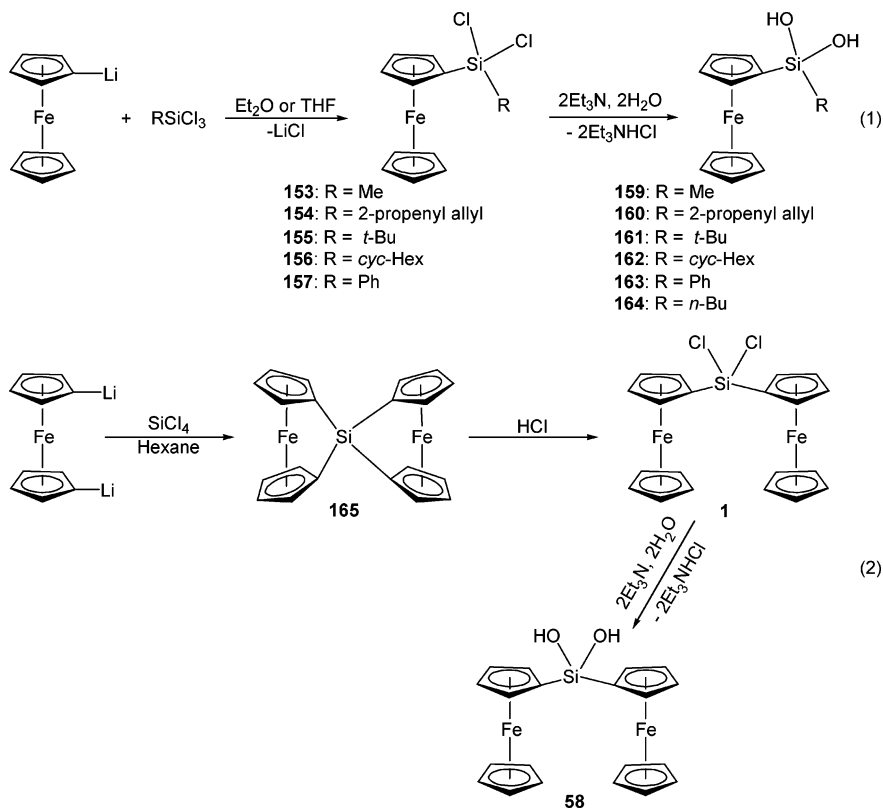 Li
Fe
+
RSiCl3
Et2O or THF
-LiCl
Cl
Cl
Si
R
Fe
2Et3N, 2H2O
- 2Et3NHCl
HO
OH
Si
R
Fe
(1)
153: R = Me
154: R = 2-propenyl allyl
155: R = t-Bu
156: R = cyc-Hex
157: R = Ph
159: R = Me
160: R = 2-propenyl allyl
161: R = t-Bu
162: R = cyc-Hex
163: R = Ph
164: R = n-Bu
Li
Fe
Li
SiCl4
Hexane
Fe
Si
Fe
165
HCl
Cl
Cl
Si
Fe
Fe
1
2Et3N, 2H2O
- 2Et3NHCl
(2)
HO
OH
Si
Fe
Fe
58